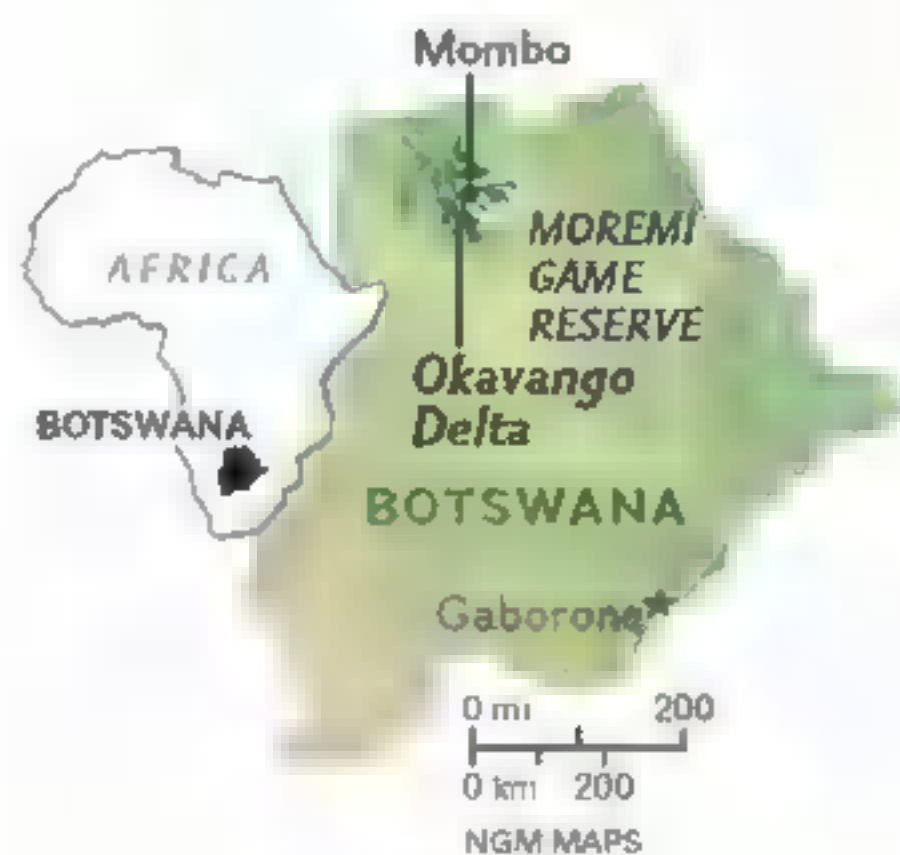 Mombo
MOREMI
GAME
RESERVE
AFRICA
Okavango
Delta
BOTSWANA
BOTSWANA
Gaborone
0 mi 200
0 km 200
NGM MAPS